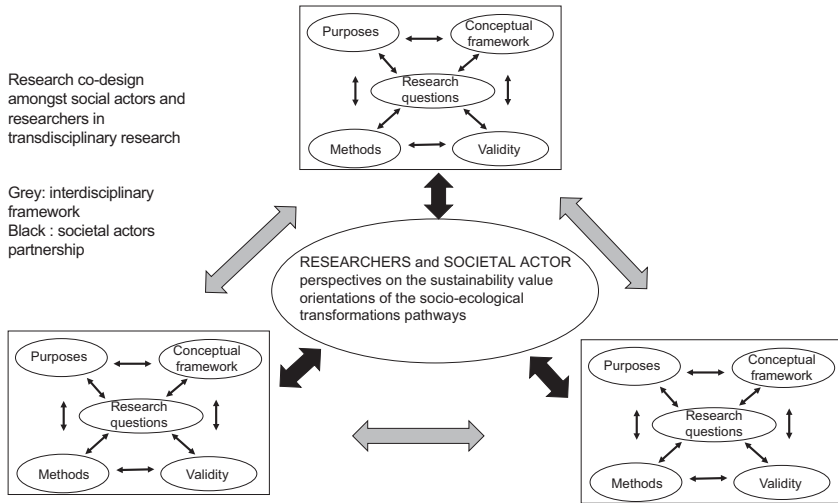 Purposes
Conceptual
framework
Research
questions
Methods
Validity
Research co-design
amongst social actors and
researchers in
transdisciplinary research
Grey: interdisciplinary
framework
Black : societal actors
partnership
RESEARCHERS and SOCIETAL ACTOR
perspectives on the sustainability value
orientations of the socio-ecological
transformations pathways
Purposes
Conceptual
framework
Research
questions
Methods
Validity
Purposes
Conceptual
framework
Research
questions
Methods
Validity